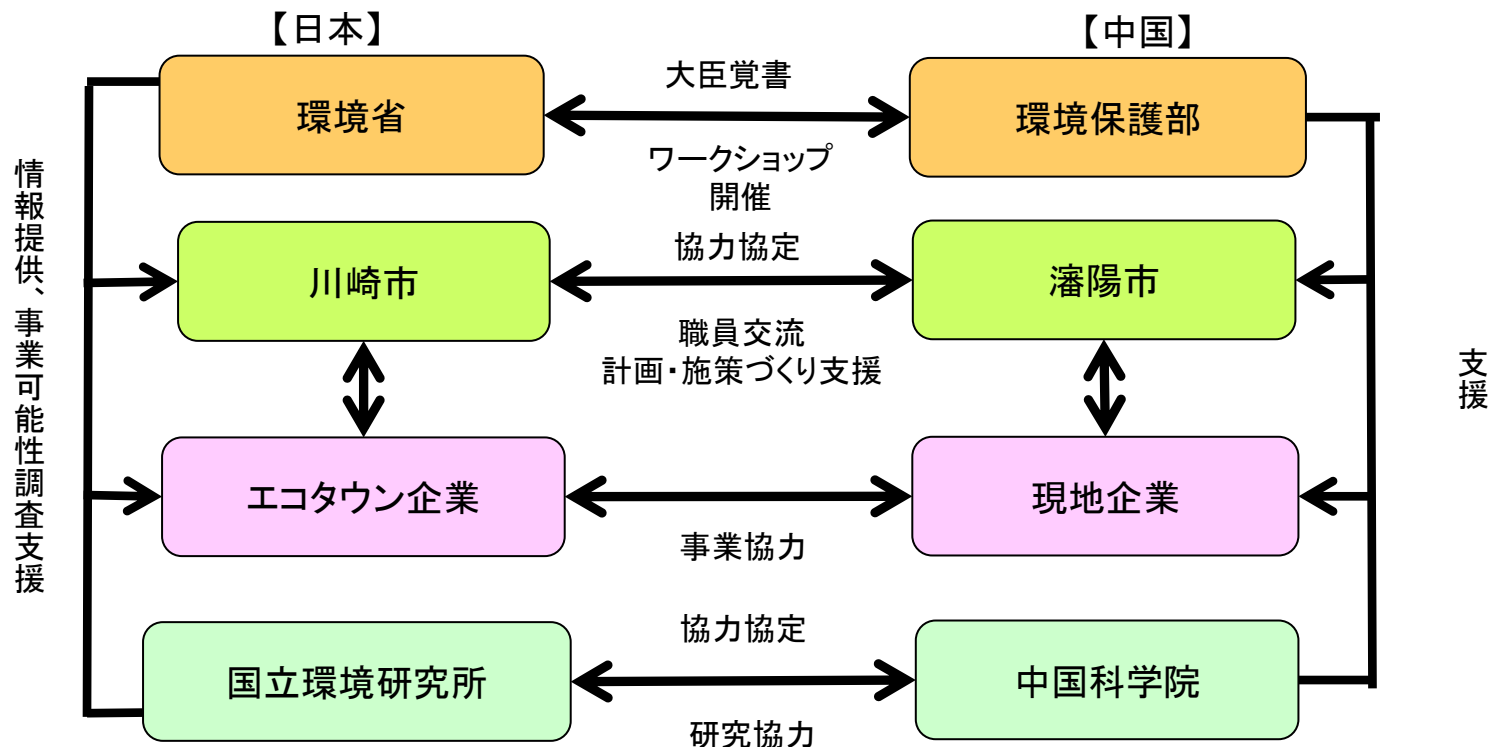 【日本】
【中国】
大臣覚書
環境省
環境保護部
ワークショップ
開催
情報提供、事業可能性調査支援
協力協定
川崎市
瀋陽市
職員交流
計画・施策づくり支援
支援
エコタウン企業
現地企業
事業協力
協力協定
国立環境研究所
中国科学院
研究協力